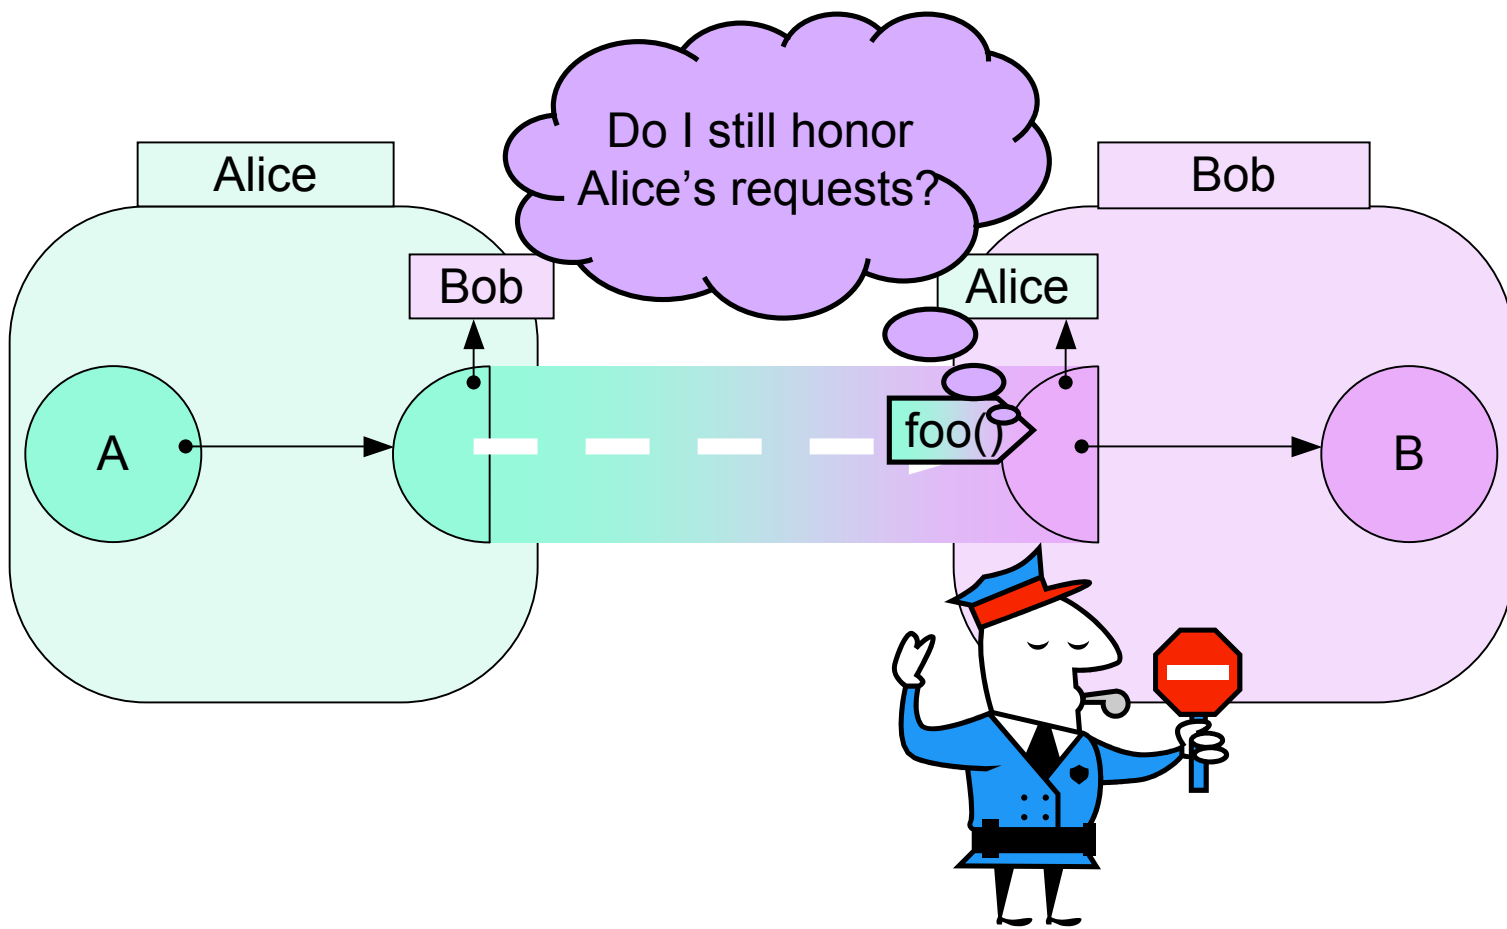 Do I still honor
Alice’s requests?
Alice
Bob
Bob
Alice
A
foo()
B